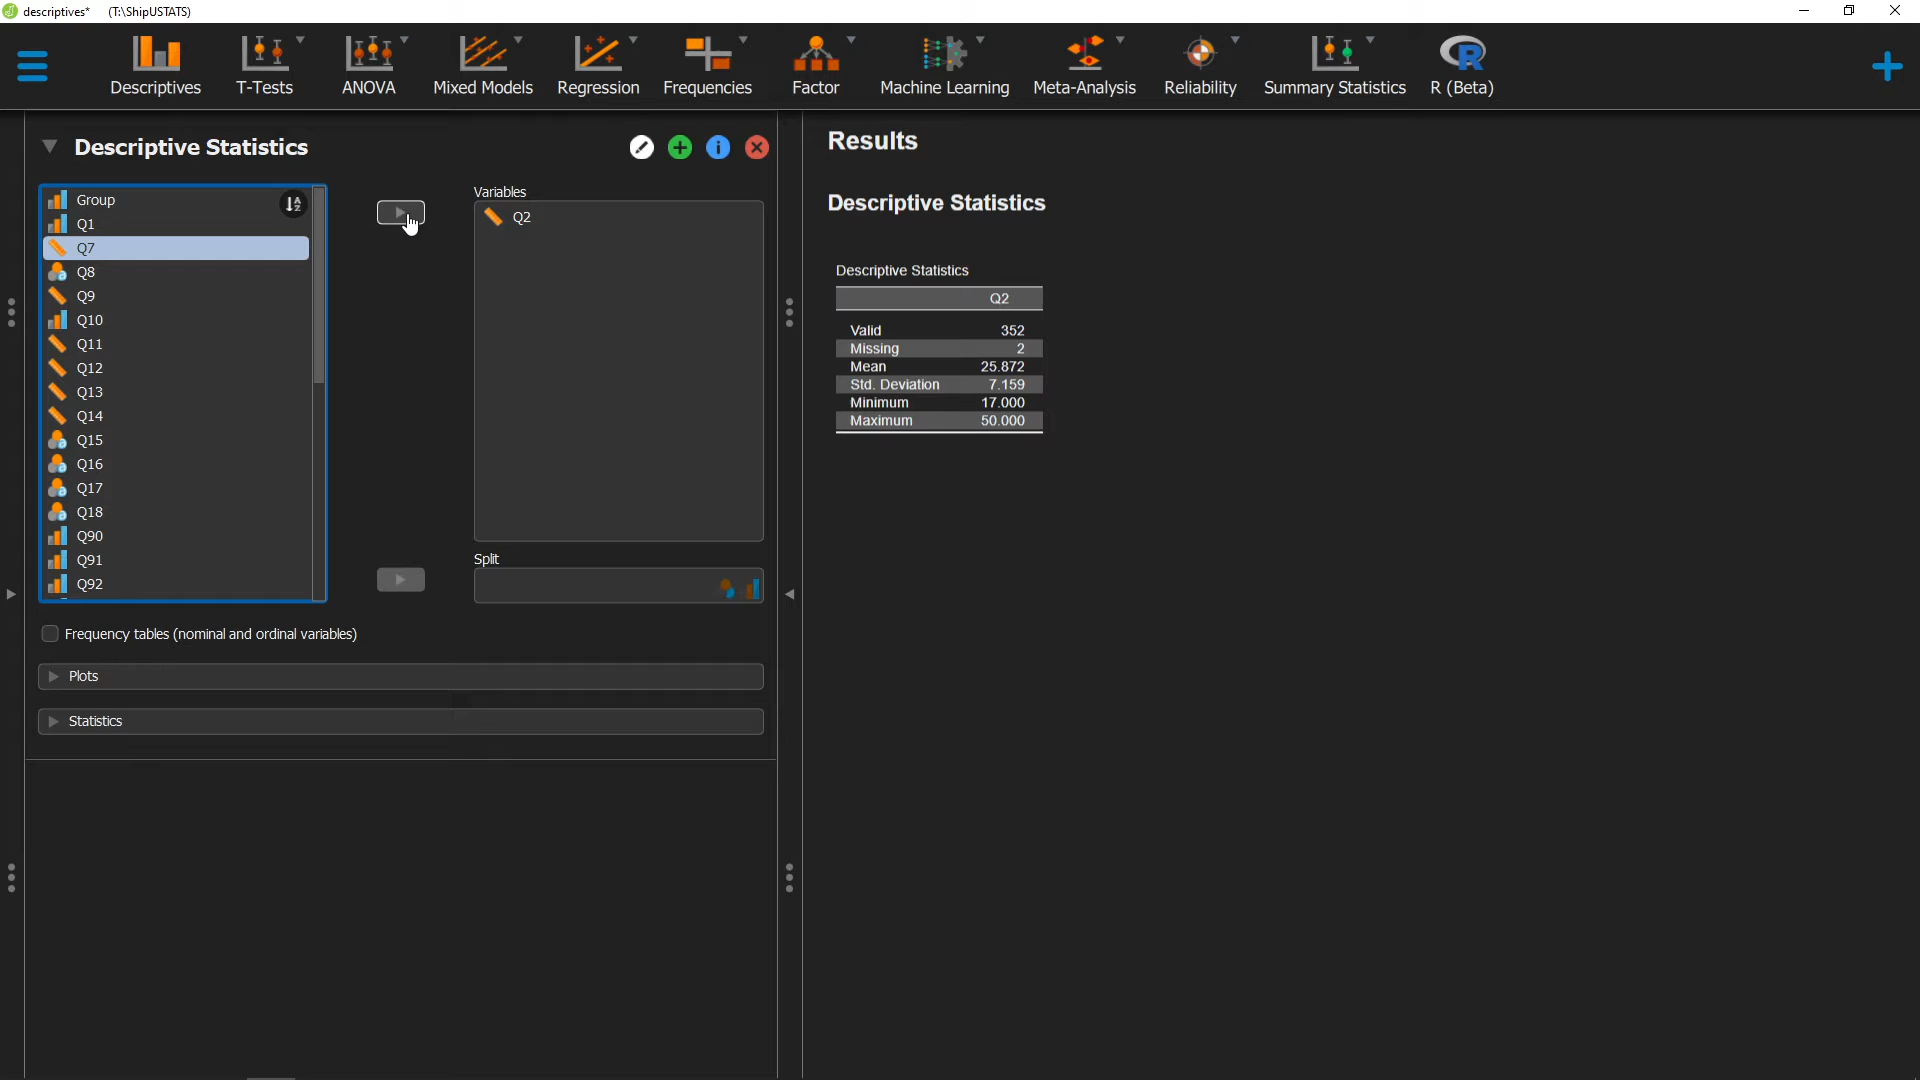 descriptives* (T:\ShipUSTATS)
Descriptives
T-Tests
ANOVA
Mixed Models
Regression
Frequencies
Factor
Machine Learning
Meta-Analysis
Reliability
Summary Statistics
R (Beta)
Descriptive Statistics
Group
Q1
Q7
Q8
Q9
Q10
Q11
Q12
Q13
Q14
Q15
Q16
Q17
Q18
Q90
Q91
Q92
Variables
Q2
Split
Frequency tables (nominal and ordinal variables)
Plots
Statistics
Results
Descriptive Statistics
Descriptive Statistics
Q2
Valid 352
Missing 2
Mean 25.872
Std. Deviation 7.159
Minimum 17.000
Maximum 50.000